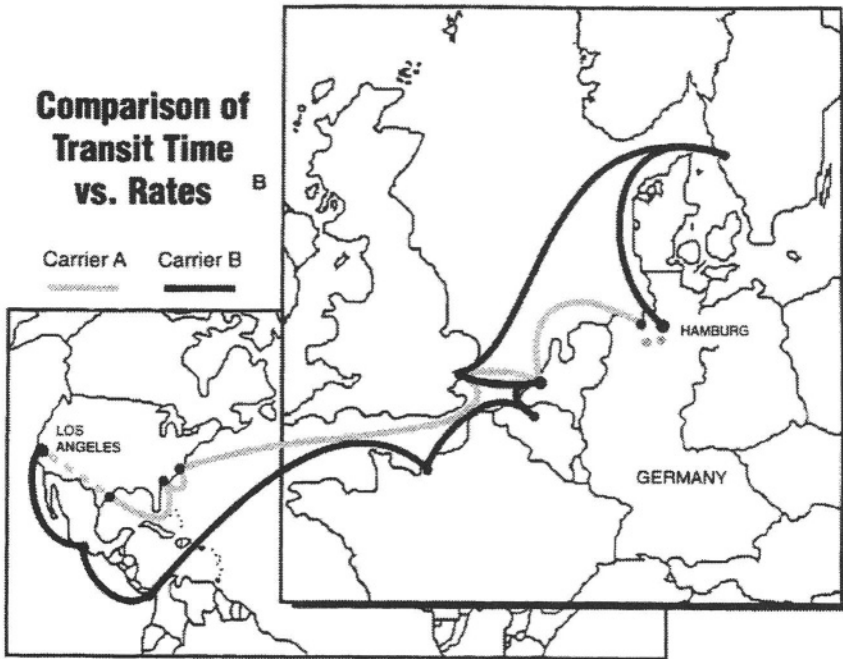 Comparison of
Transit Time
vs. Rates
B
Carrier A Carrier B
HAMBURG
LOS
ANGELES
GERMANY